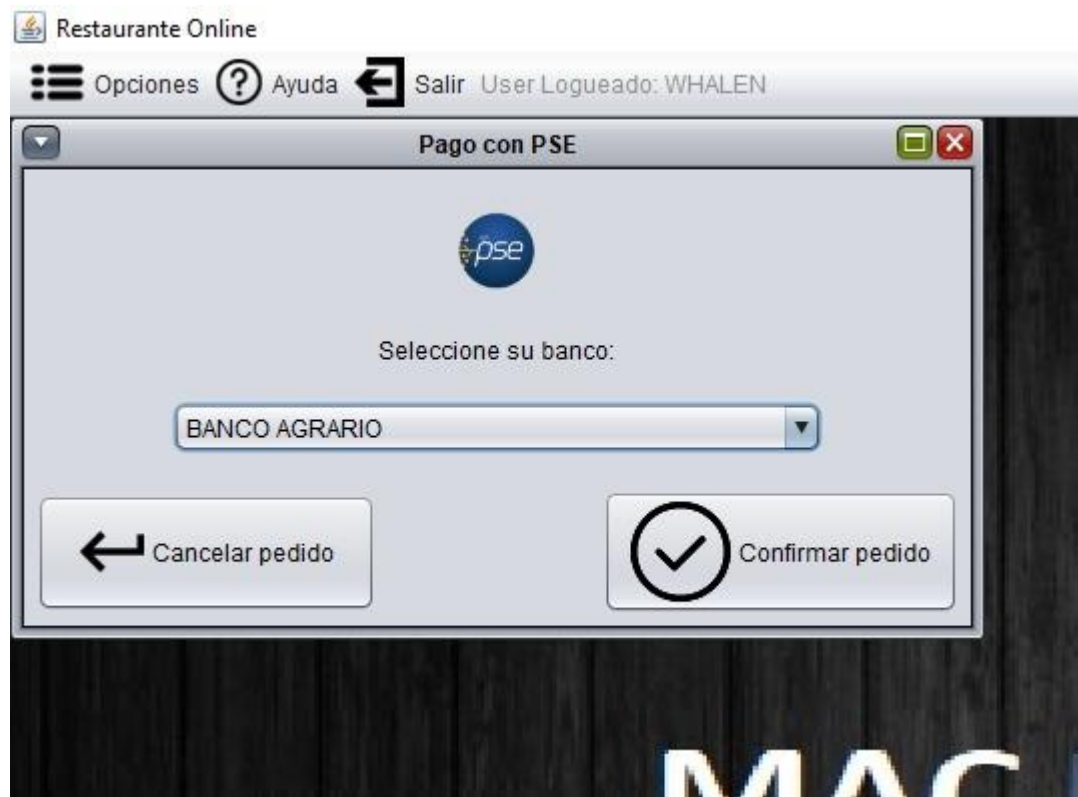 Restaurante Online
Opciones Ayuda Salir User Logueado: WHALEN
Pago con PSE
pse
Seleccione su banco:
BANCO AGRARIO
Cancelar pedido
Confirmar pedido
MAC